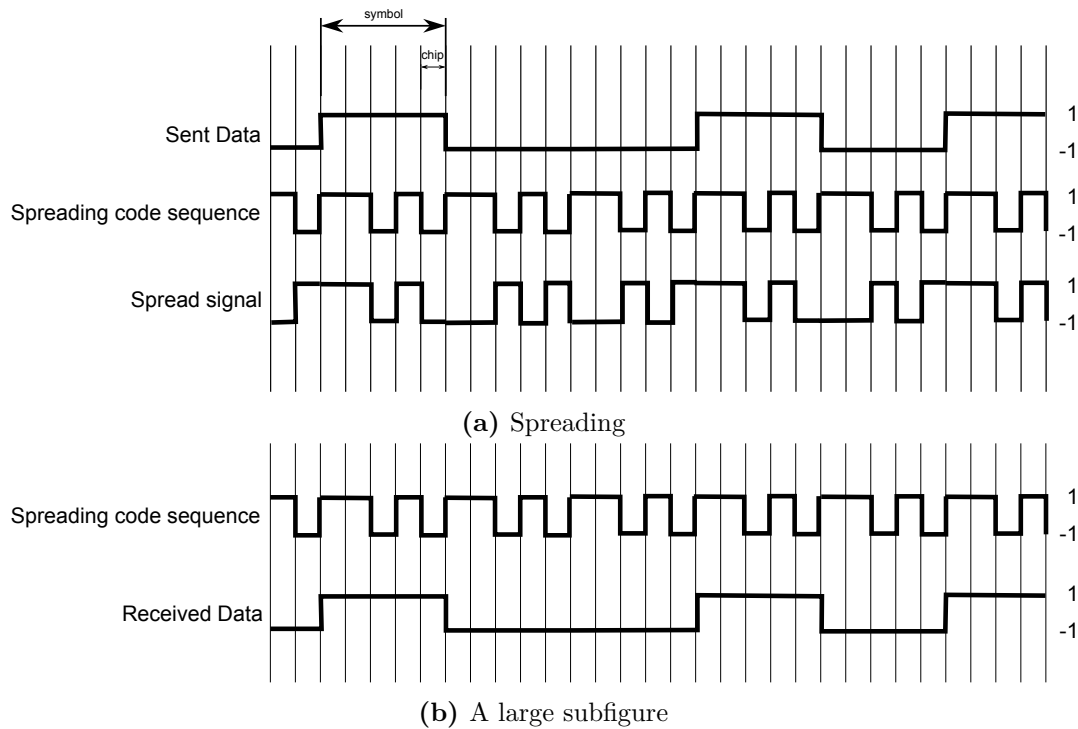 symbol
chip
Sent Data
1
-1
Spreading code sequence
1
-1
Spread signal
1
-1
(a) Spreading
Spreading code sequence
1
-1
Received Data
1
-1
(b) A large subfigure